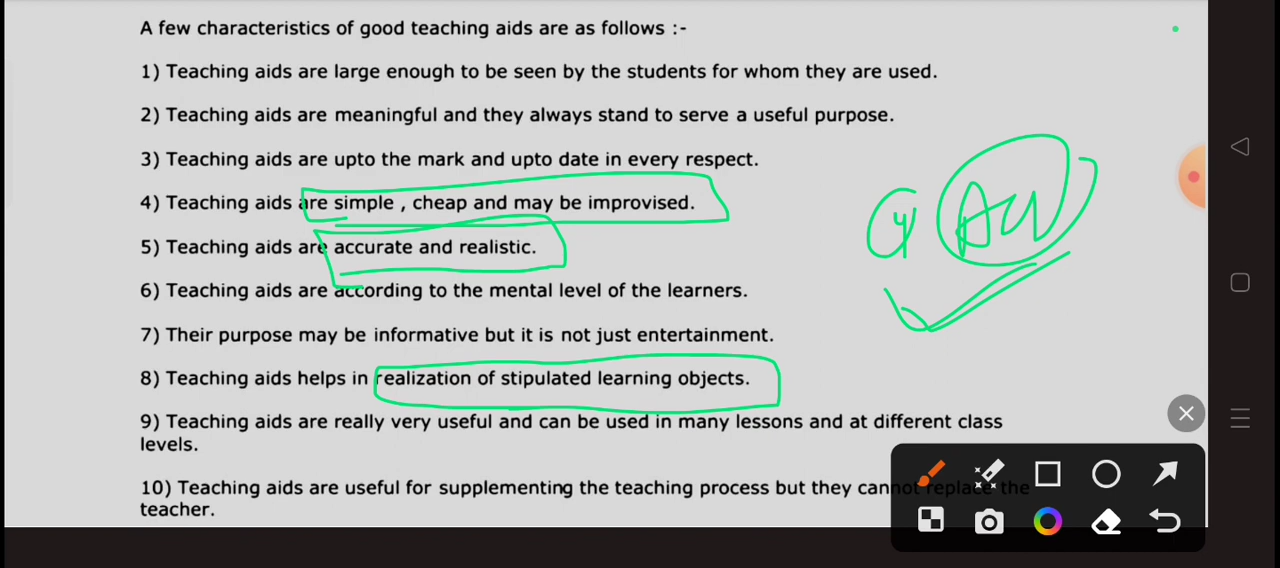 A few characteristics of good teaching aids are as follows :-
1) Teaching aids are large enough to be seen by the students for whom they are used.
2) Teaching aids are meaningful and they always stand to serve a useful purpose.
3) Teaching aids are upto the mark and upto date in every respect.
4) Teaching aids are simple , cheap and may be improvised.
5) Teaching aids are accurate and realistic.
6) Teaching aids are according to the mental level of the learners.
7) Their purpose may be informative but it is not just entertainment.
8) Teaching aids helps in realization of stipulated learning objects.
9) Teaching aids are really very useful and can be used in many lessons and at different class
levels.
10) Teaching aids are useful for supplementing the teaching process but they cannot replace the
teacher.